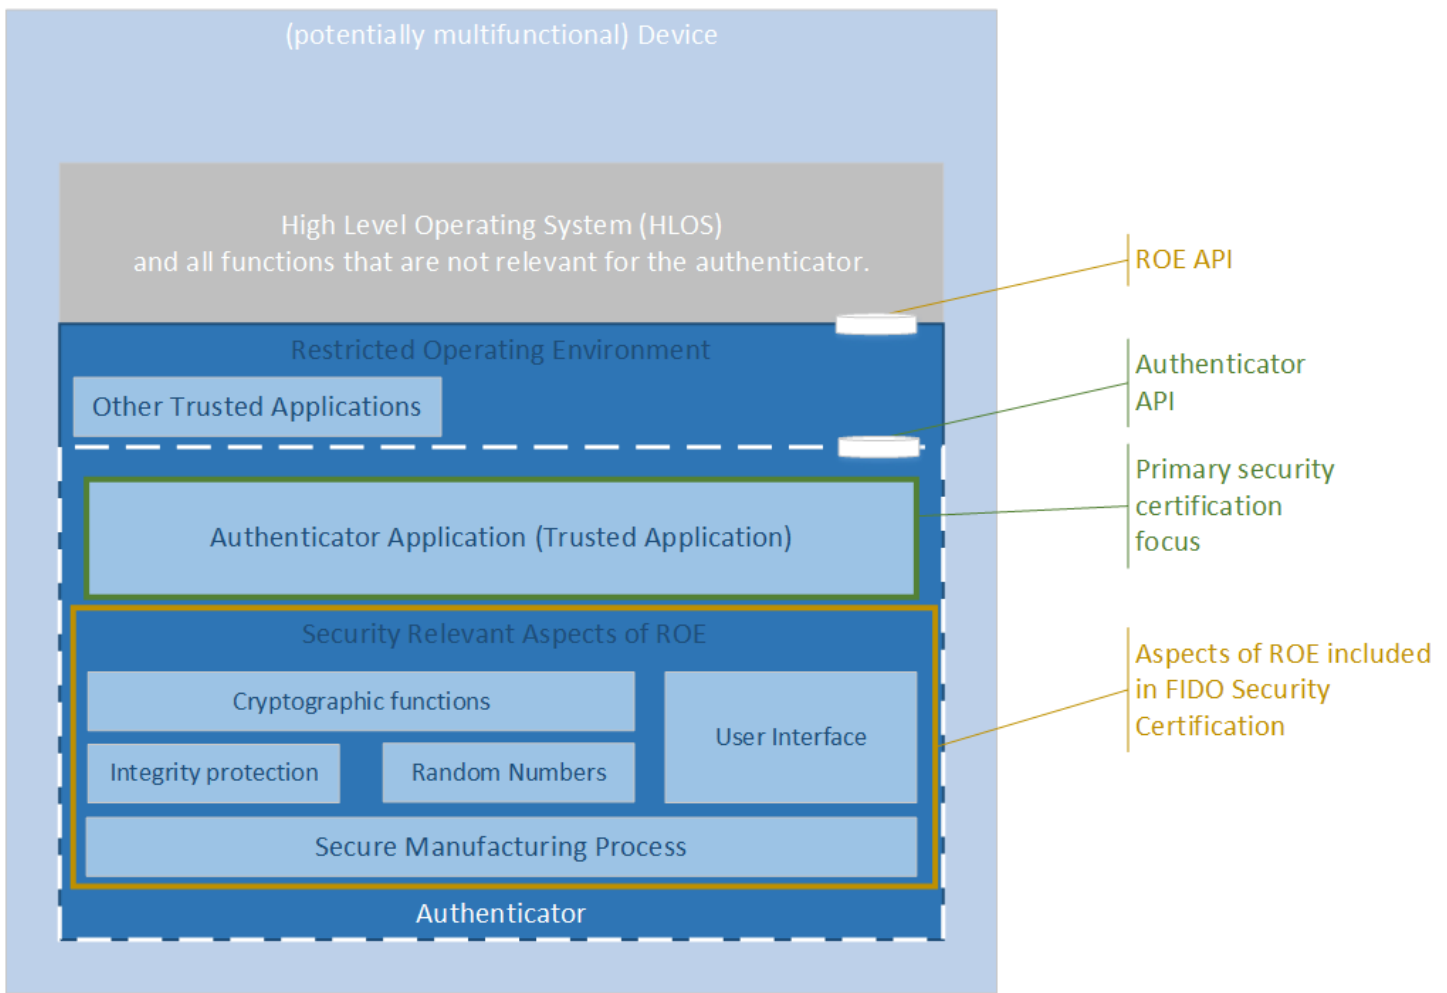 (potentially multifunctional) Device
High Level Operating System (HLOS)
and all functions that are not relevant for the authenticator.
ROE API
Restricted Operating Environment
Other Trusted Applications
Authenticator
API
Authenticator Application (Trusted Application)
Primary security
certification
focus
Security Relevant Aspects of ROE
Cryptographic functions
User Interface
Integrity protection
Random Numbers
Secure Manufacturing Process
Aspects of ROE included
in FIDO Security
Certification
Authenticator